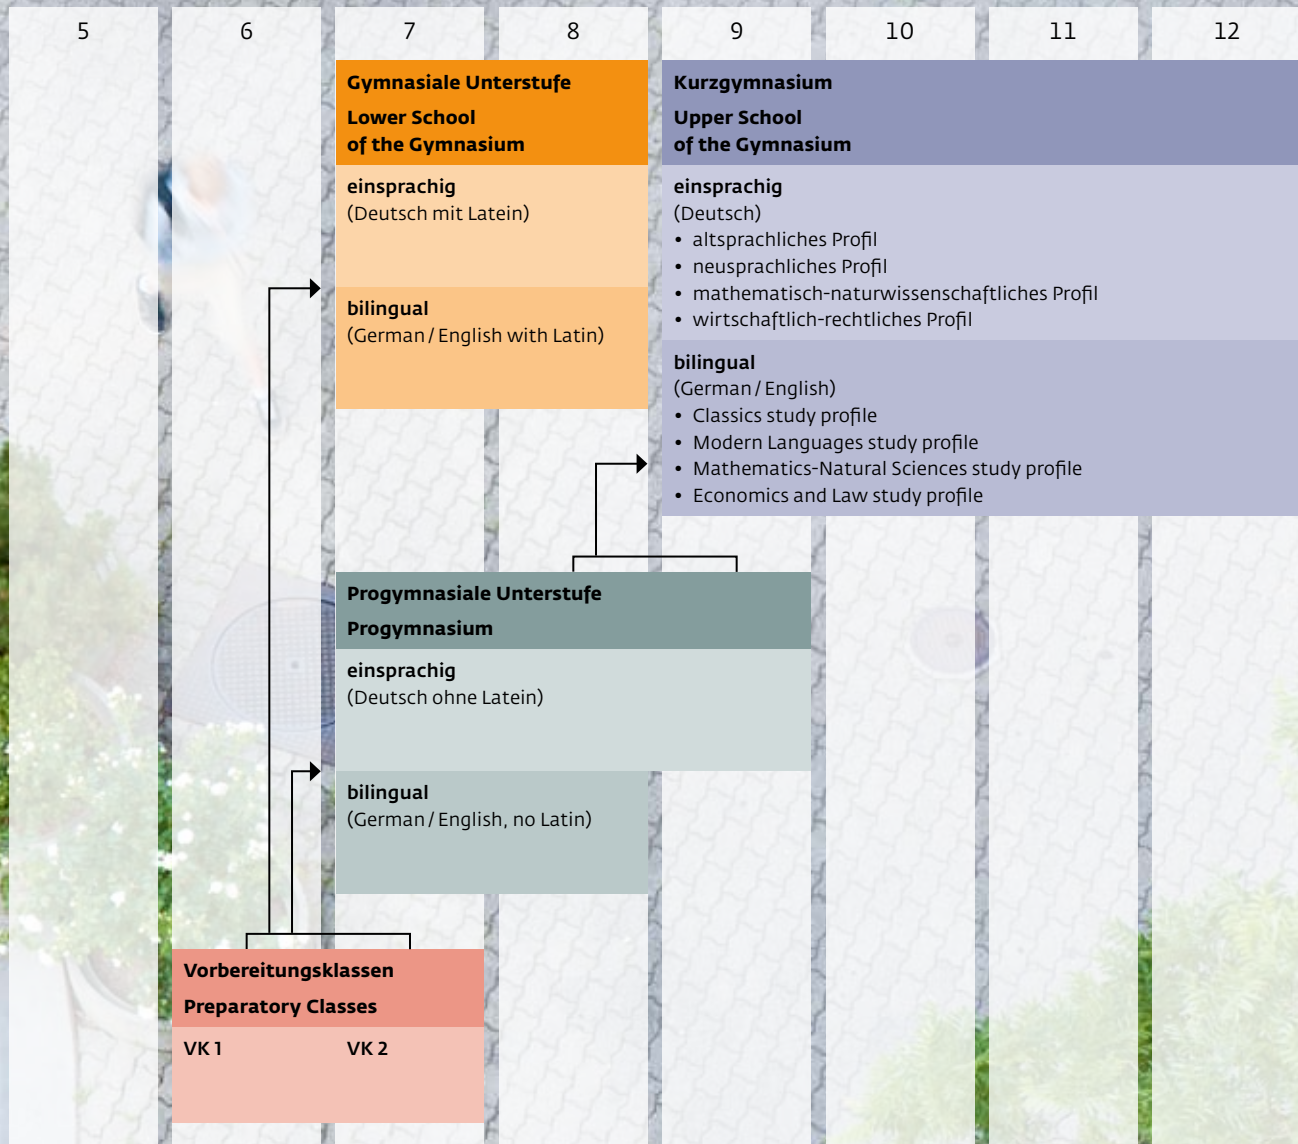 5 6 7 8 9 10 11 12
Gymnasiale Unterstufe
Lower School
of the Gymnasium
einsprachig
(Deutsch mit Latein)
bilingual
(German / English with Latin)
Kurzgymnasium
Upper School
of the Gymnasium
einsprachig
(Deutsch)
• altsprachliches Profil
• neusprachliches Profil
• mathematisch-naturwissenschaftliches Profil
• wirtschaftlich-rechtliches Profil
bilingual
(German / English)
• Classics study profile
• Modern Languages study profile
• Mathematics-Natural Sciences study profile
• Economics and Law study profile
Progymnasiale Unterstufe
Progymnasium
einsprachig
(Deutsch ohne Latein)
bilingual
(German / English, no Latin)
Vorbereitungsklassen
Preparatory Classes
VK 1 VK 2